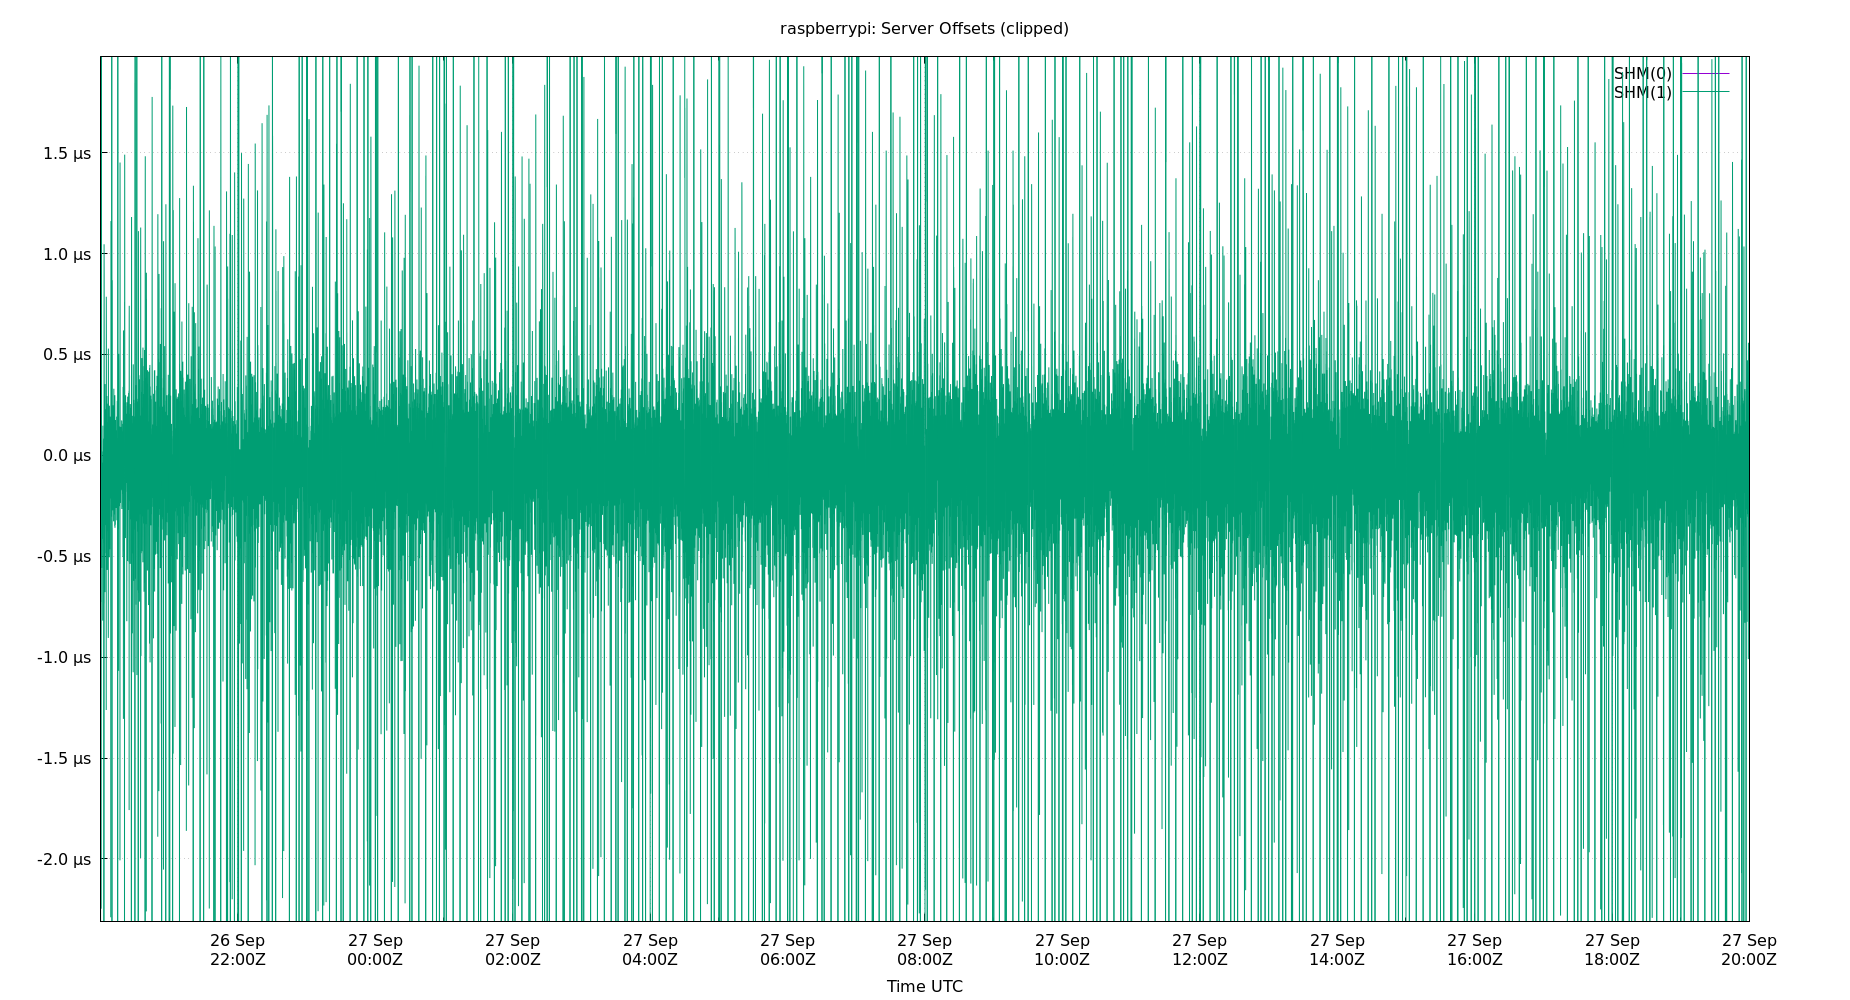 raspberrypi: Server Offsets (clipped)
SHM(0)
SHM(1)
1.5 µs
1.0 µs
0.5 µs
0.0 µs
-0.5 µs
-1.0 µs
-1.5 µs
-2.0 µs
26 Sep 27 Sep 27 Sep 27 Sep 27 Sep 27 Sep 27 Sep 27 Sep 27 Sep 27 Sep 27 Sep 27 Sep
22:00Z 00:00Z 02:00Z 04:00Z 06:00Z 08:00Z 10:00Z 12:00Z 14:00Z 16:00Z 18:00Z 20:00Z
Time UTC